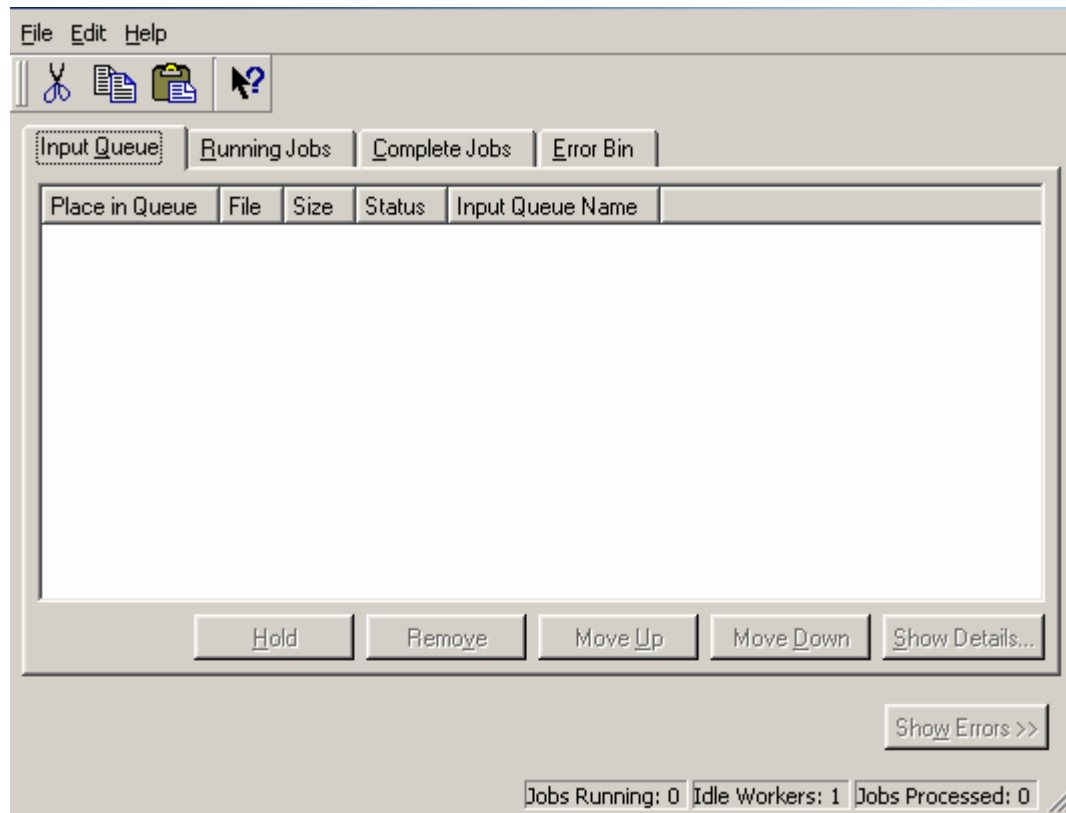 File Edit Help
Input Queue Running Jobs Complete Jobs Error Bin
Place in Queue File Size Status Input Queue Name
Hold Remove Move Up Move Down Show Details...
Show Errors >>
Jobs Running: 0 Idle Workers: 1 Jobs Processed: 0